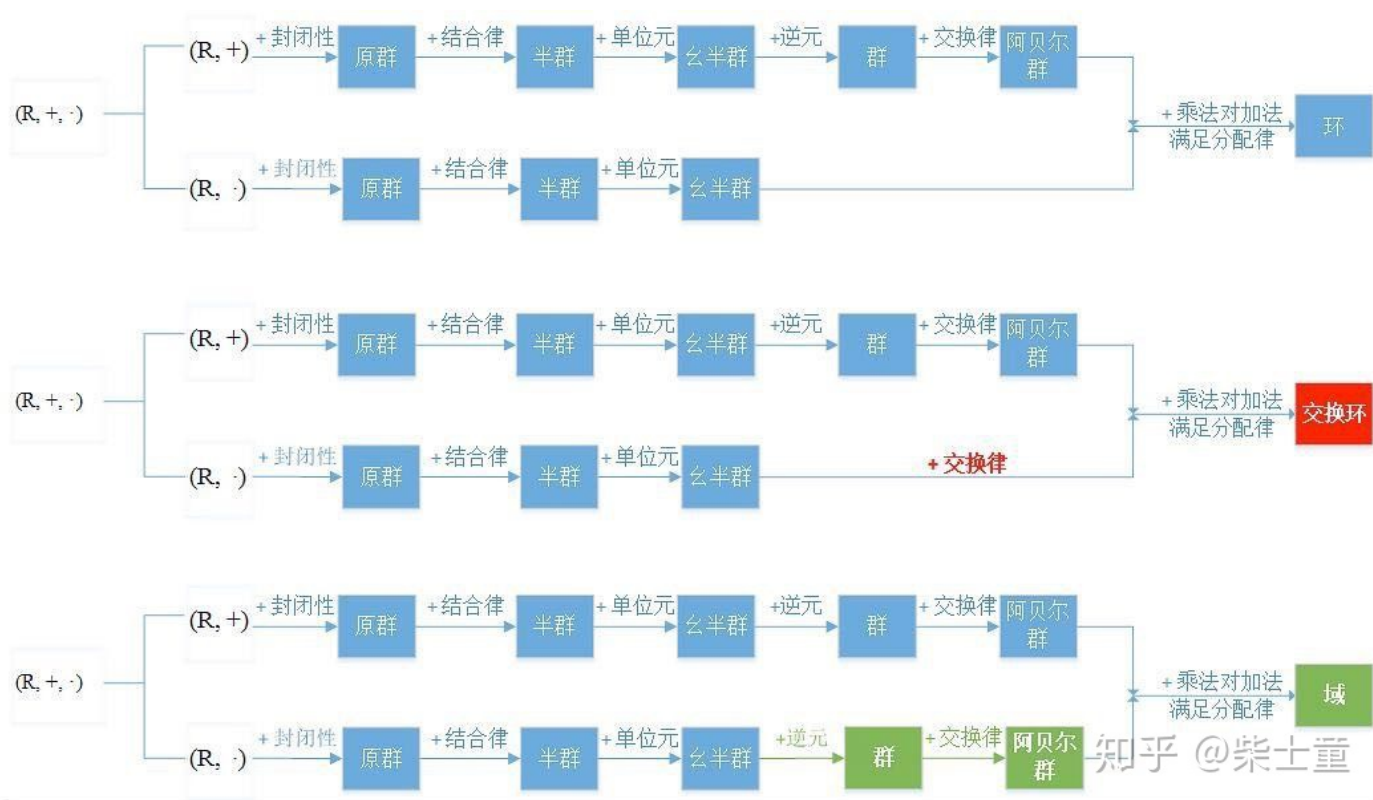 (R, +) + 封闭性 原群 +结合律 半群 + 单位元 幺半群 +逆元 群 + 交换律 阿贝尔
群
(R, +, ·)
+ 乘法对加法 环
满足分配律
(R, ·) + 封闭性 原群 +结合律 半群 + 单位元 幺半群
(R, +) + 封闭性 原群 +结合律 半群 + 单位元 幺半群 +逆元 群 + 交换律 阿贝尔
群
(R, +, ·)
+ 乘法对加法 交换环
满足分配律
(R, ·) + 封闭性 原群 +结合律 半群 + 单位元 幺半群 + 交换律
(R, +) + 封闭性 原群 +结合律 半群 + 单位元 幺半群 +逆元 群 + 交换律 阿贝尔
群
(R, +, ·)
+ 乘法对加法 域
满足分配律
(R, ·) + 封闭性 原群 +结合律 半群 + 单位元 幺半群 +逆元 群 +交换律 阿贝尔
群
知乎 @柴士童